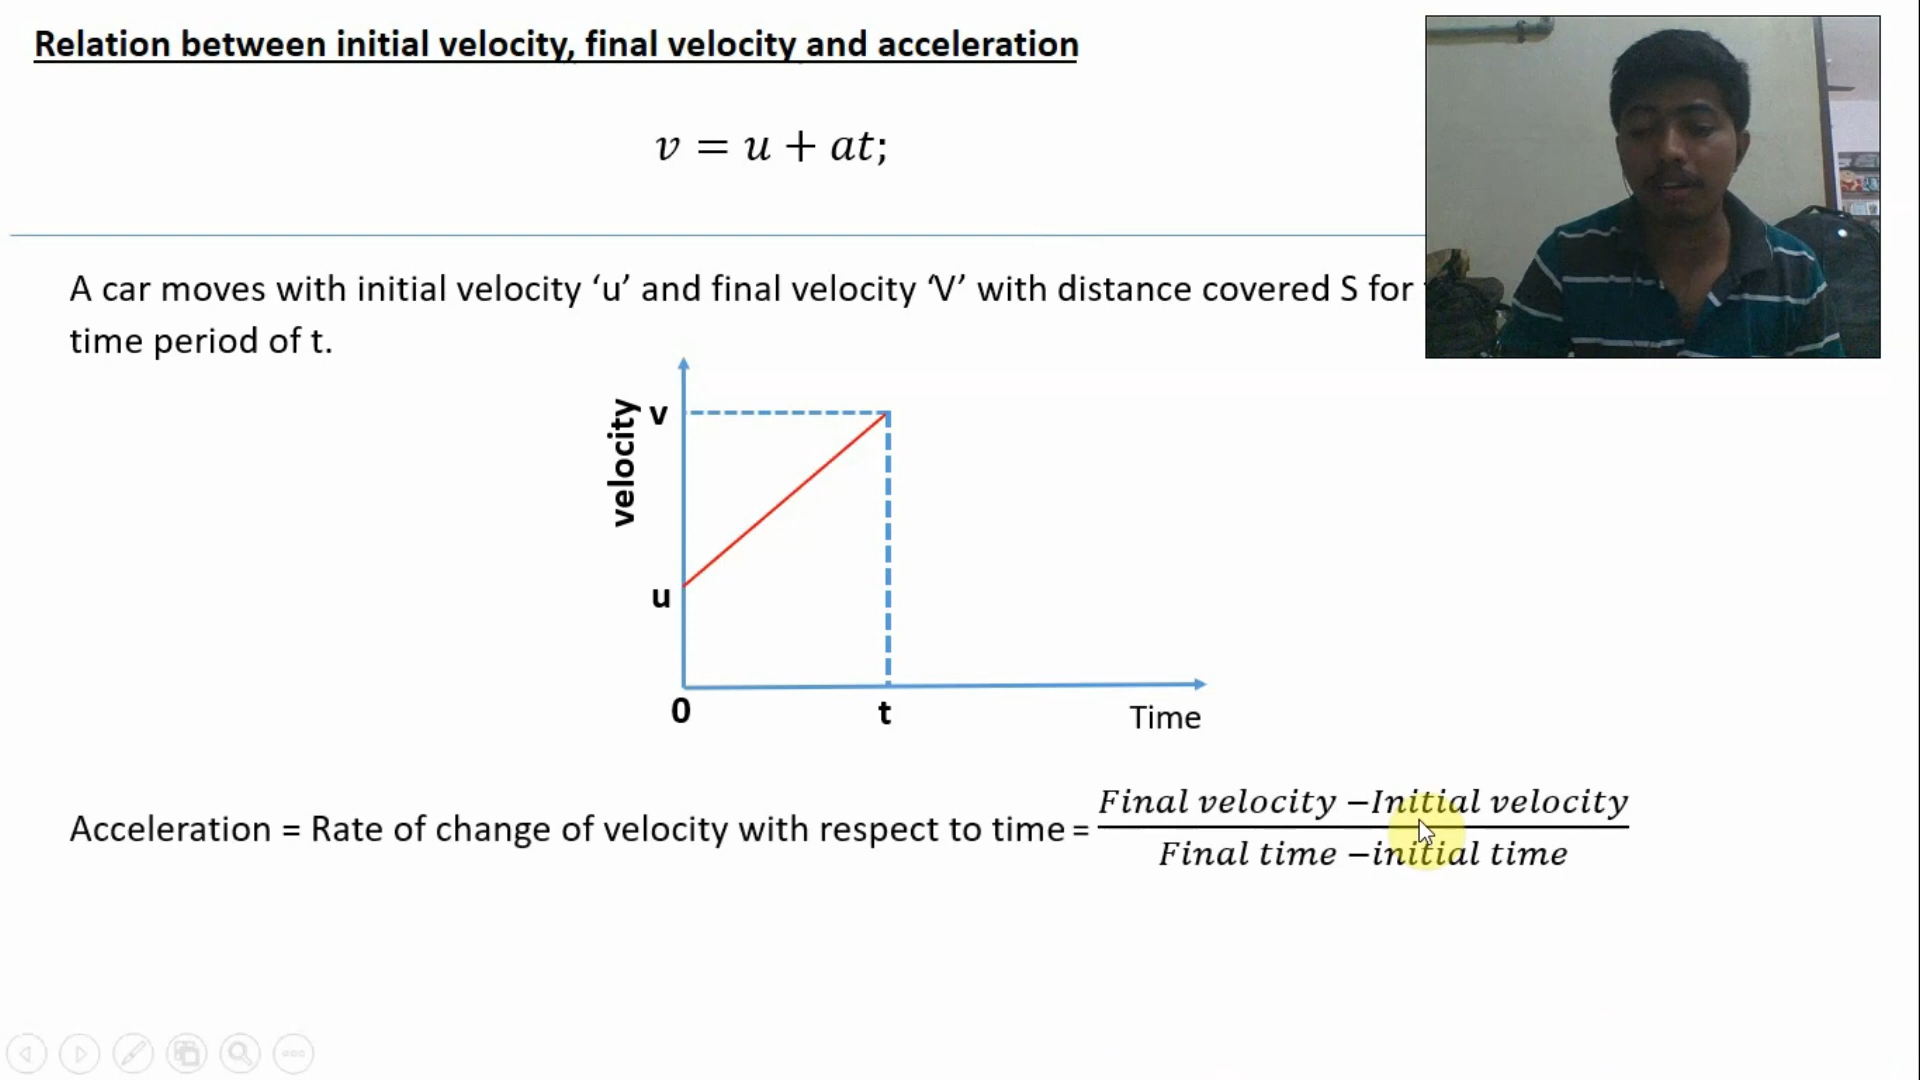 Relation between initial velocity, final velocity and acceleration
v = u + at;
A car moves with initial velocity ‘u’ and final velocity ‘V’ with distance covered S for
time period of t.
velocity
v
u
0
t
Time
Acceleration = Rate of change of velocity with respect to time = Final velocity −Initial velocity
Final time −initial time